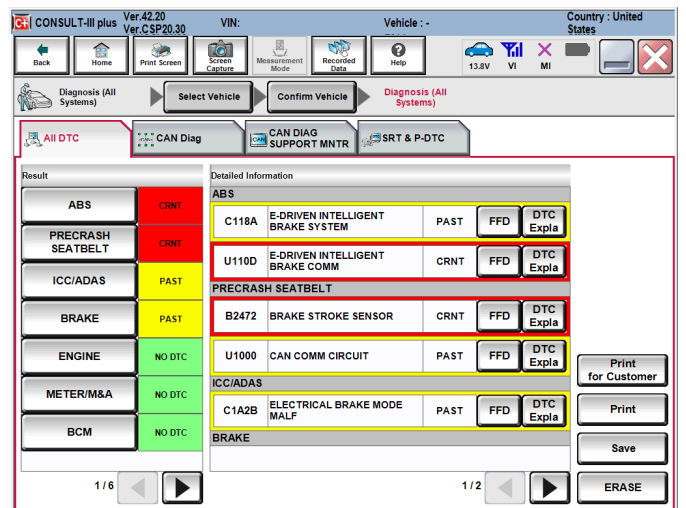 CONSULT-III plus
Ver.42.20
Ver.CSP20.30
VIN:
Vehicle : -
Country : United
States
Back
Home
Print Screen
Screen
Capture
Measurement
Mode
Recorded
Data
Help
13.8V
VI
MI
Diagnosis (All
Systems)
Select Vehicle
Confirm Vehicle
Diagnosis (All
Systems)
All DTC
CAN Diag
CAN DIAG
SUPPORT MNTR
SRT & P-DTC
Result
ABS
CRNT
PRECRASH
SEATBELT
CRNT
ICC/ADAS
PAST
BRAKE
PAST
ENGINE
NO DTC
METER/M&A
NO DTC
BCM
NO DTC
1/6
Detailed Information
ABS
C118A
E-DRIVEN INTELLIGENT
BRAKE SYSTEM
PAST
FFD
DTC
Expla
U110D
E-DRIVEN INTELLIGENT
BRAKE COMM
CRNT
FFD
DTC
Expla
PRECRASH SEATBELT
B2472
BRAKE STROKE SENSOR
CRNT
FFD
DTC
Expla
U1000
CAN COMM CIRCUIT
PAST
FFD
DTC
Expla
ICC/ADAS
C1A2B
ELECTRICAL BRAKE MODE
MALF
PAST
FFD
DTC
Expla
BRAKE
1/2
Print
for Customer
Print
Save
ERASE